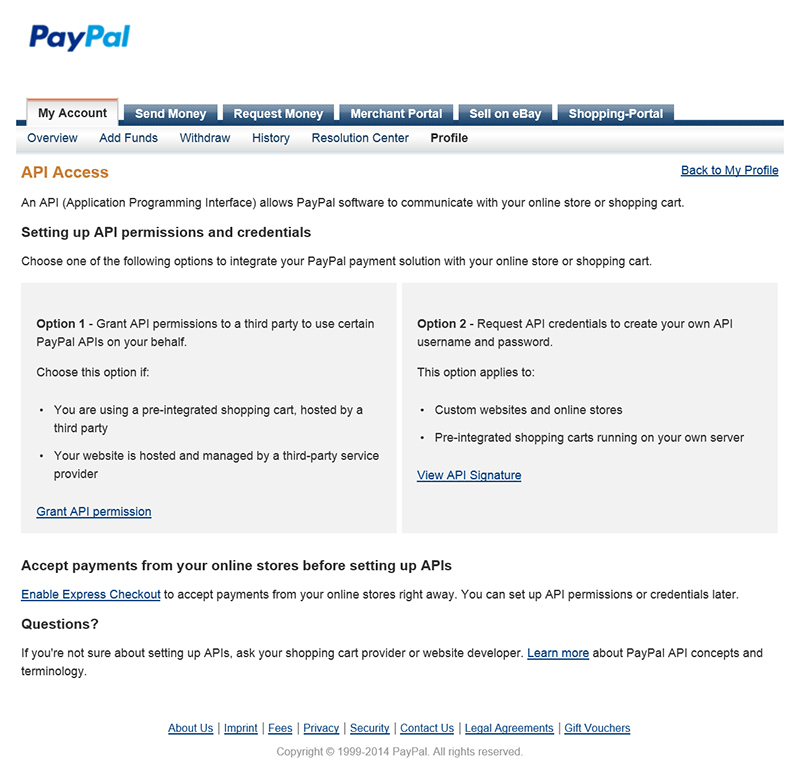 PayPal
My Account Send Money Request Money Merchant Portal Sell on eBay Shopping-Portal
Overview Add Funds Withdraw History Resolution Center Profile
API Access
Back to My Profile
An API (Application Programming Interface) allows PayPal software to communicate with your online store or shopping cart.
Setting up API permissions and credentials
Choose one of the following options to integrate your PayPal payment solution with your online store or shopping cart.
Option 1 - Grant API permissions to a third party to use certain
PayPal APIs on your behalf.
Choose this option if:
• You are using a pre-integrated shopping cart, hosted by a
third party
• Your website is hosted and managed by a third-party service
provider
Grant API permission
Option 2 - Request API credentials to create your own API
username and password.
This option applies to:
• Custom websites and online stores
• Pre-integrated shopping carts running on your own server
View API Signature
Accept payments from your online stores before setting up APIs
Enable Express Checkout to accept payments from your online stores right away. You can set up API permissions or credentials later.
Questions?
If you're not sure about setting up APIs, ask your shopping cart provider or website developer. Learn more about PayPal API concepts and
terminology.
About Us | Imprint | Fees | Privacy | Security | Contact Us | Legal Agreements | Gift Vouchers
Copyright © 1999-2014 PayPal. All rights reserved.